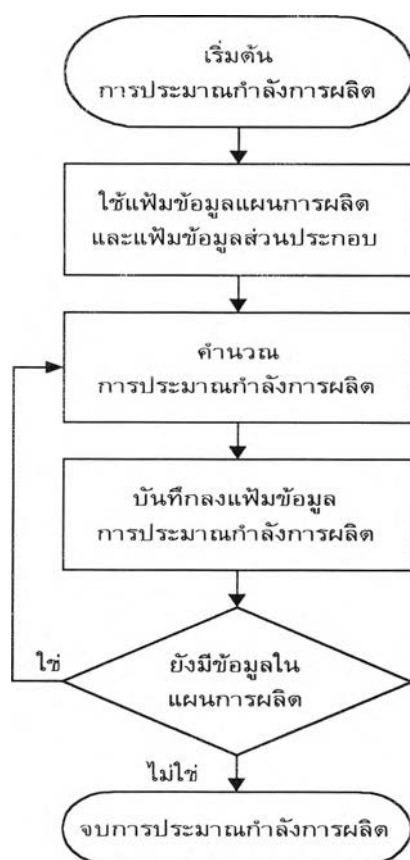 เริ่มต้น
การประมาณกำลังการผลิต
ใช้แฟ้มข้อมูลแผนการผลิต
และแฟ้มข้อมูลส่วนประกอบ
คำนวณ
การประมาณกำลังการผลิต
บันทึกลงแฟ้มข้อมูล
การประมาณกำลังการผลิต
ใช่
ยังมีข้อมูลใน
แผนการผลิต
ไม่ใช่
จบการประมาณกำลังการผลิต